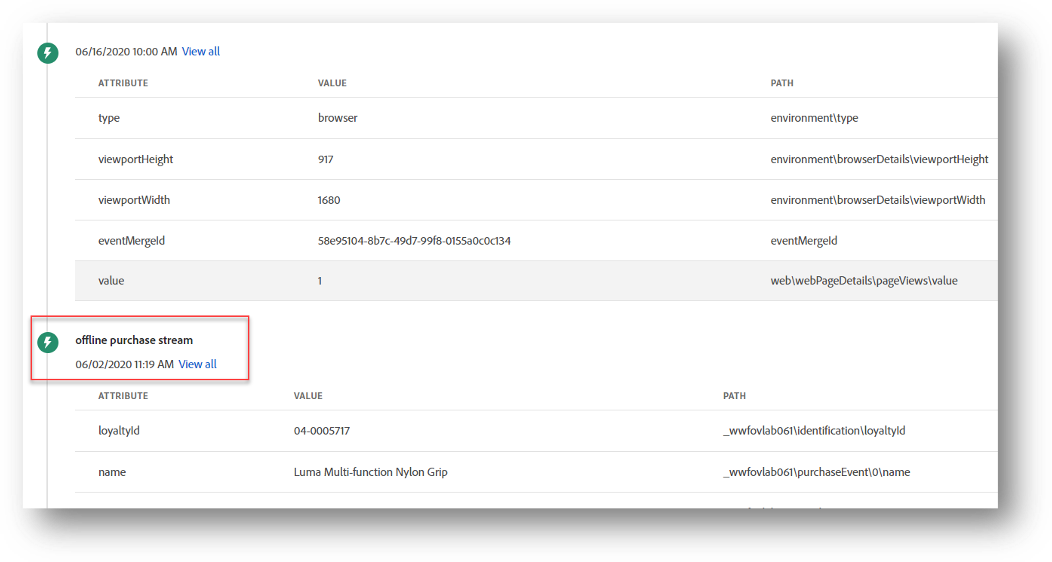 06/16/2020 10:00 AM View all
ATTRIBUTE VALUE PATH
type browser environment\type
viewportHeight 917 environment\browserDetails\viewportHeight
viewportWidth 1680 environment\browserDetails\viewportWidth
eventMergeId 58e95104-8b7c-49d7-99f8-0155a0c0c134 eventMergeId
value 1 web\webPageDetails\pageViews\value
offline purchase stream
06/02/2020 11:19 AM View all
ATTRIBUTE VALUE PATH
loyaltyId 04-0005717 _wwfovlab061\identification\loyaltyId
name Luma Multi-function Nylon Grip _wwfovlab061\purchaseEvent\0\name